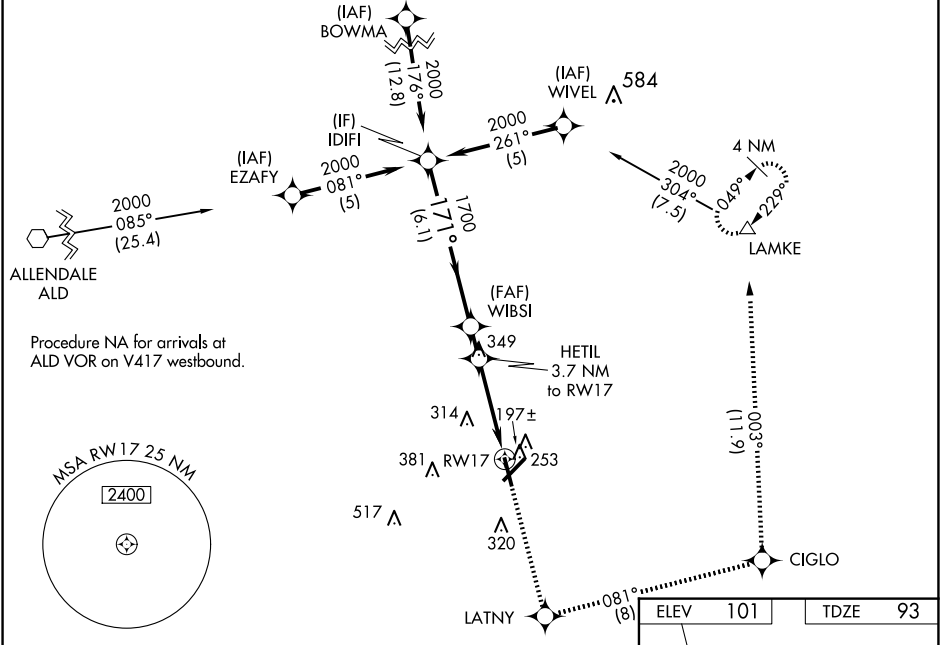 (IAF)
BOWMA
2000
176°
(12.8)
(IAF)
WIVEL
584
(IF)
IDIFI
2000
261°
(5)
(IAF)
EZAFY
2000
081°
(5)
4 NM
049°
229°
LAMKE
2000
304°
(7.5)
2000
085°
(25.4)
ALLENDALE
ALD
1700
171°
(6.1)
(FAF)
WIBSI
349
HETIL
3.7 NM
to RW17
Procedure NA for arrivals at
ALD VOR on V417 westbound.
314
197±
381
RW17
253
517
320
003°
(11.9)
MSA RW17 25 NM
2400
CIGLO
LATNY
081°
(8)
ELEV 101
TDZE 93